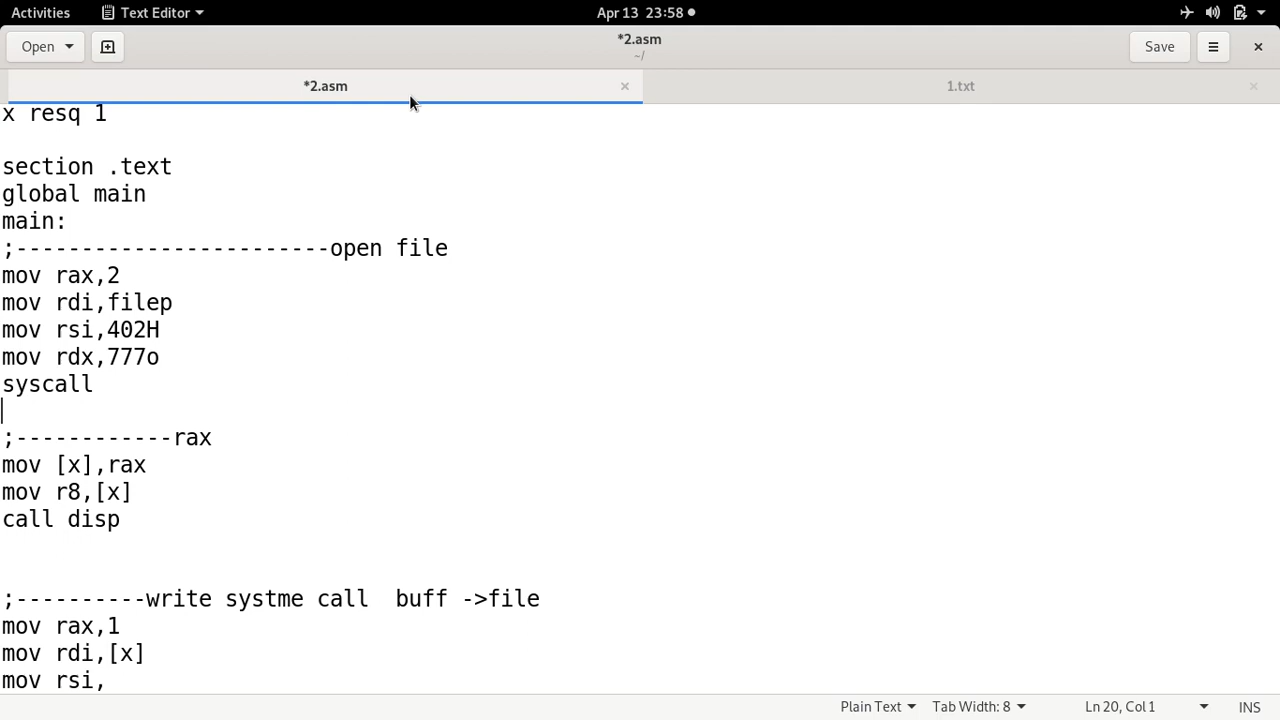 Activities Text Editor Apr 13 23:58
Open *2.asm Save
~/
*2.asm 1.txt
x resq 1
section .text
global main
main:
;------------------------open file
mov rax,2
mov rdi,filep
mov rsi,402H
mov rdx,777o
syscall
;------------rax
mov [x],rax
mov r8,[x]
call disp
;----------write systme call  buff ->file
mov rax,1
mov rdi,[x]
mov rsi,
Plain Text Tab Width: 8 Ln 20, Col 1 INS